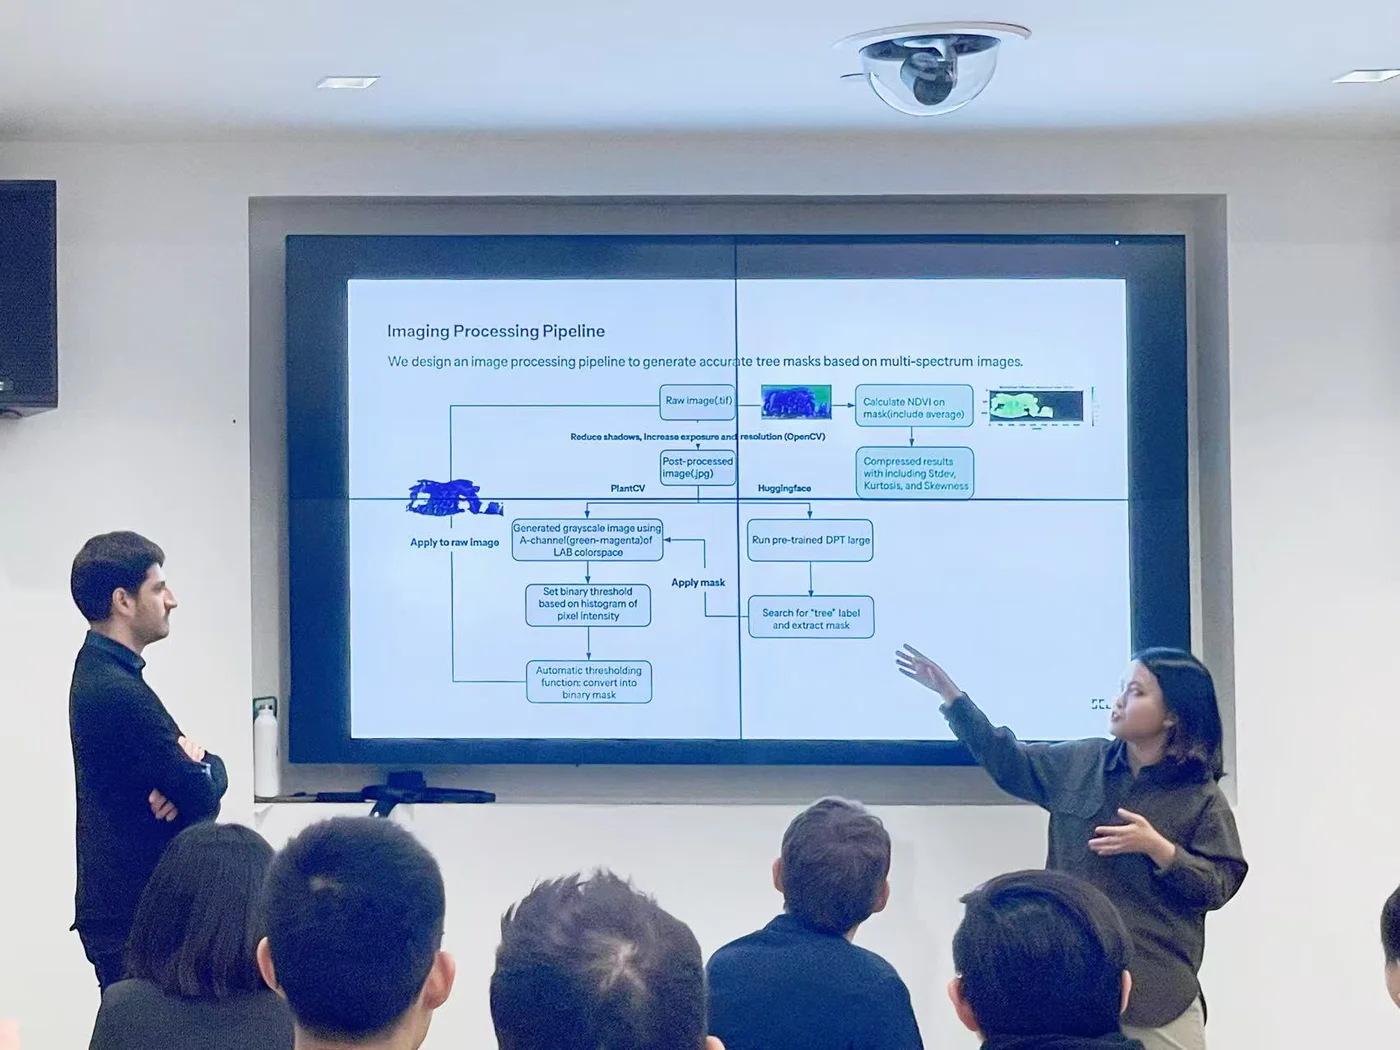 Imaging Processing Pipeline
We design an image processing pipeline to generate accurate tree masks based on multi-spectrum images.
Raw image(.tif)
Calculate NDVI on
mask(include average)
Reduce shadows, Increase exposure and resolution (OpenCV)
Post-processed
image(.jpg)
Compressed results
with including Stdev,
Kurtosis, and Skewness
PlantCV
Huggingface
Apply to raw image
Generated grayscale image using
A-channel(green-magenta)of
LAB colorspace
Run pre-trained DPT large
Apply mask
Set binary threshold
based on histogram of
pixel intensity
Search for "tree" label
and extract mask
Automatic thresholding
function: convert into
binary mask